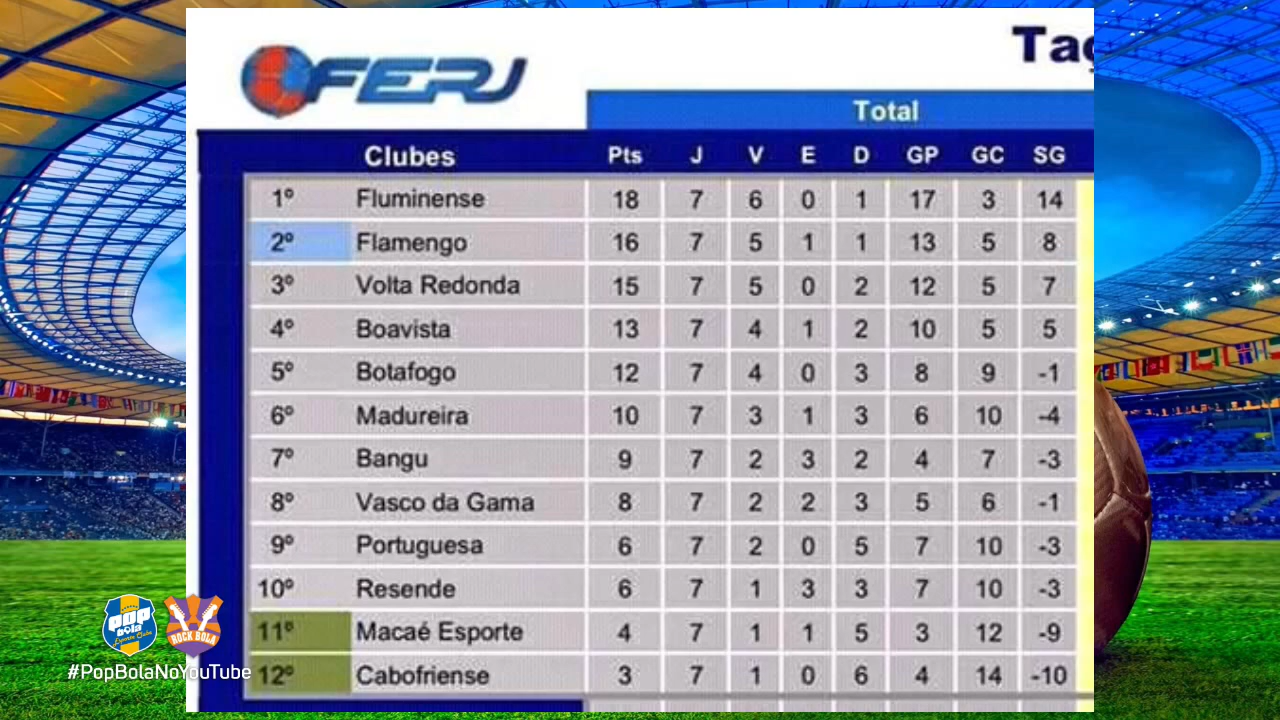 FERJ
Taç
Total
Clubes Pts J V E D GP GC SG
1º Fluminense 18 7 6 0 1 17 3 14
2º Flamengo 16 7 5 1 1 13 5 8
3º Volta Redonda 15 7 5 0 2 12 5 7
4º Boavista 13 7 4 1 2 10 5 5
5º Botafogo 12 7 4 0 3 8 9 -1
6º Madureira 10 7 3 1 3 6 10 -4
7º Bangu 9 7 2 3 2 4 7 -3
8º Vasco da Gama 8 7 2 2 3 5 6 -1
9º Portuguesa 6 7 2 0 5 7 10 -3
10º Resende 6 7 1 3 3 7 10 -3
11º Macaé Esporte 4 7 1 1 5 3 12 -9
12º Cabofriense 3 7 1 0 6 4 14 -10
POP bola Esporte Clube
ROCK BOLA
#PopBolaNoYouTube